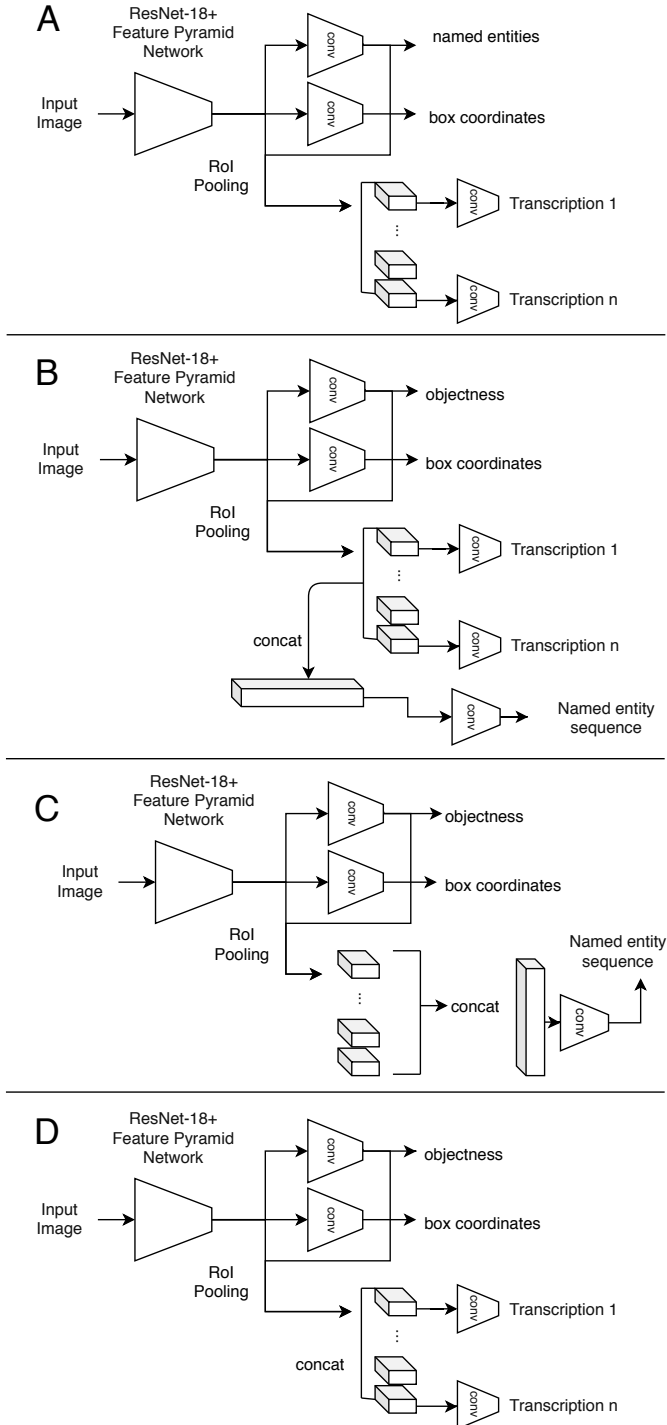 A
ResNet-18+
Feature Pyramid
Network
conv
named entities
Input
Image
conv
box coordinates
RoI
Pooling
conv
Transcription 1
...
conv
Transcription n
B
ResNet-18+
Feature Pyramid
Network
conv
objectness
Input
Image
conv
box coordinates
RoI
Pooling
conv
Transcription 1
...
concat
conv
Transcription n
conv
Named entity
sequence
C
ResNet-18+
Feature Pyramid
Network
conv
objectness
Input
Image
conv
box coordinates
RoI
Pooling
Named entity
sequence
...
concat
conv
D
ResNet-18+
Feature Pyramid
Network
conv
objectness
Input
Image
conv
box coordinates
RoI
Pooling
conv
Transcription 1
...
concat
conv
Transcription n